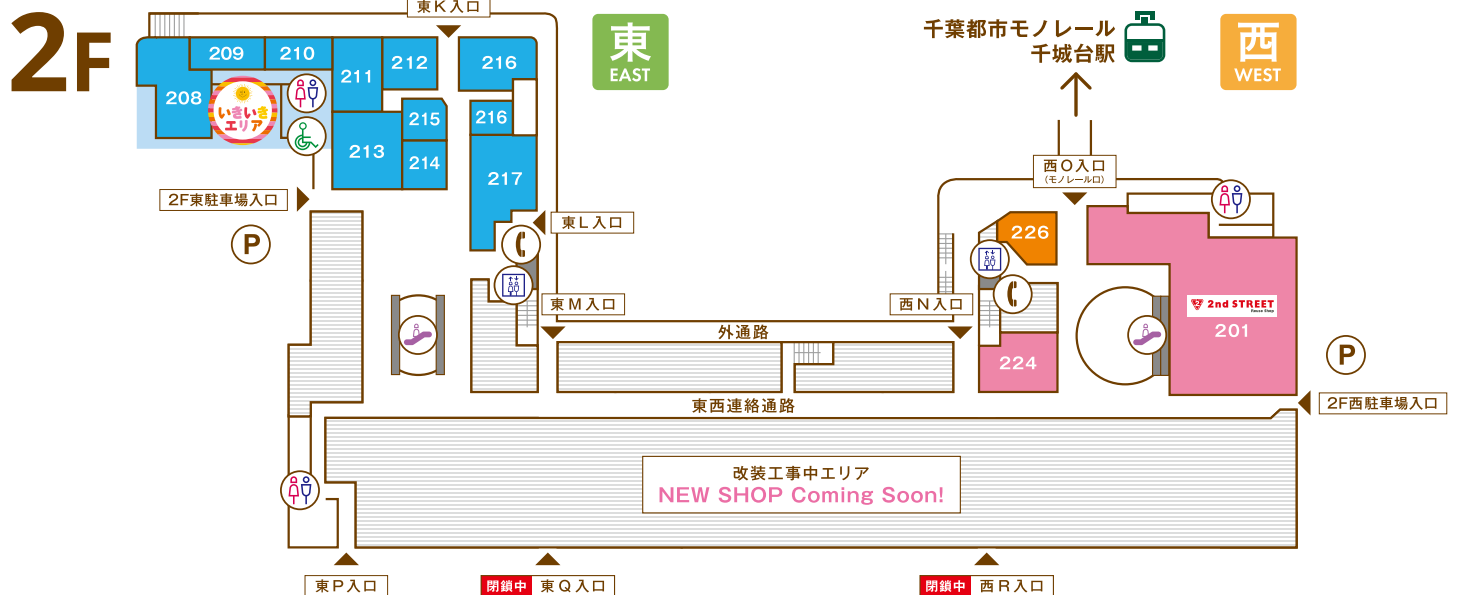 2F
東K入口
東
EAST
千葉都市モノレール
千城台駅
西
WEST
209
210
211
212
216
208
いきいき
エリア
215
216
213
214
217
西O入口
(モノレール口)
2F東駐車場入口
P
東L入口
226
東M入口
西N入口
2nd STREET
Reuse Shop
201
外通路
224
P
東西連絡通路
2F西駐車場入口
改装工事中エリア
NEW SHOP Coming Soon!
東P入口
閉鎖中 東Q入口
閉鎖中 西R入口